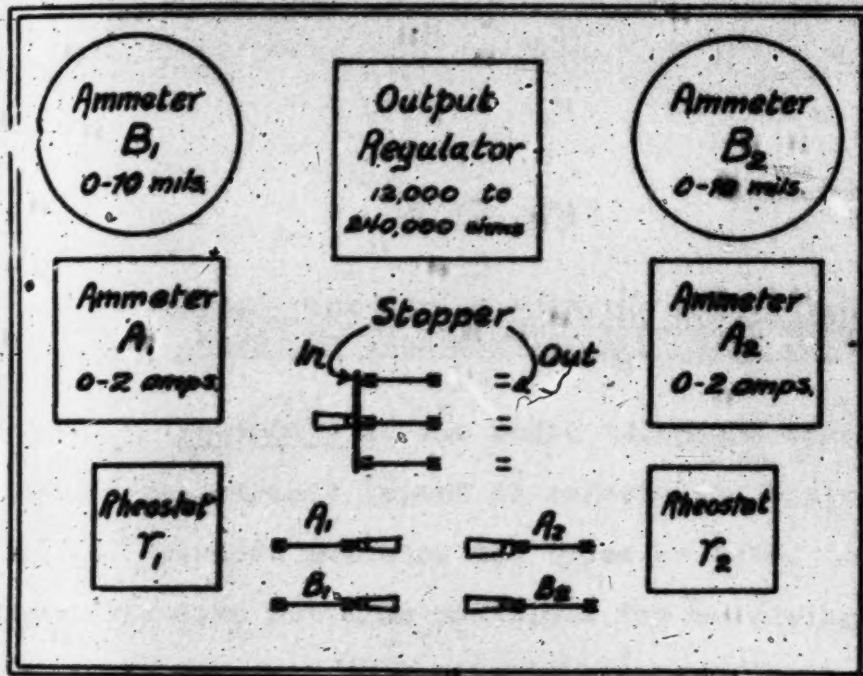 Ammeter
B₁
0-10 mils.
Output
Regulator
12,000 to
240,000 ohms
Ammeter
B₂
0-10 mils.
Ammeter
A₁
0-2 amps.
Stopper
In
Out
Ammeter
A₂
0-2 amps.
Rheostat
r₁
A₁
B₁
A₂
B₂
Rheostat
r₂